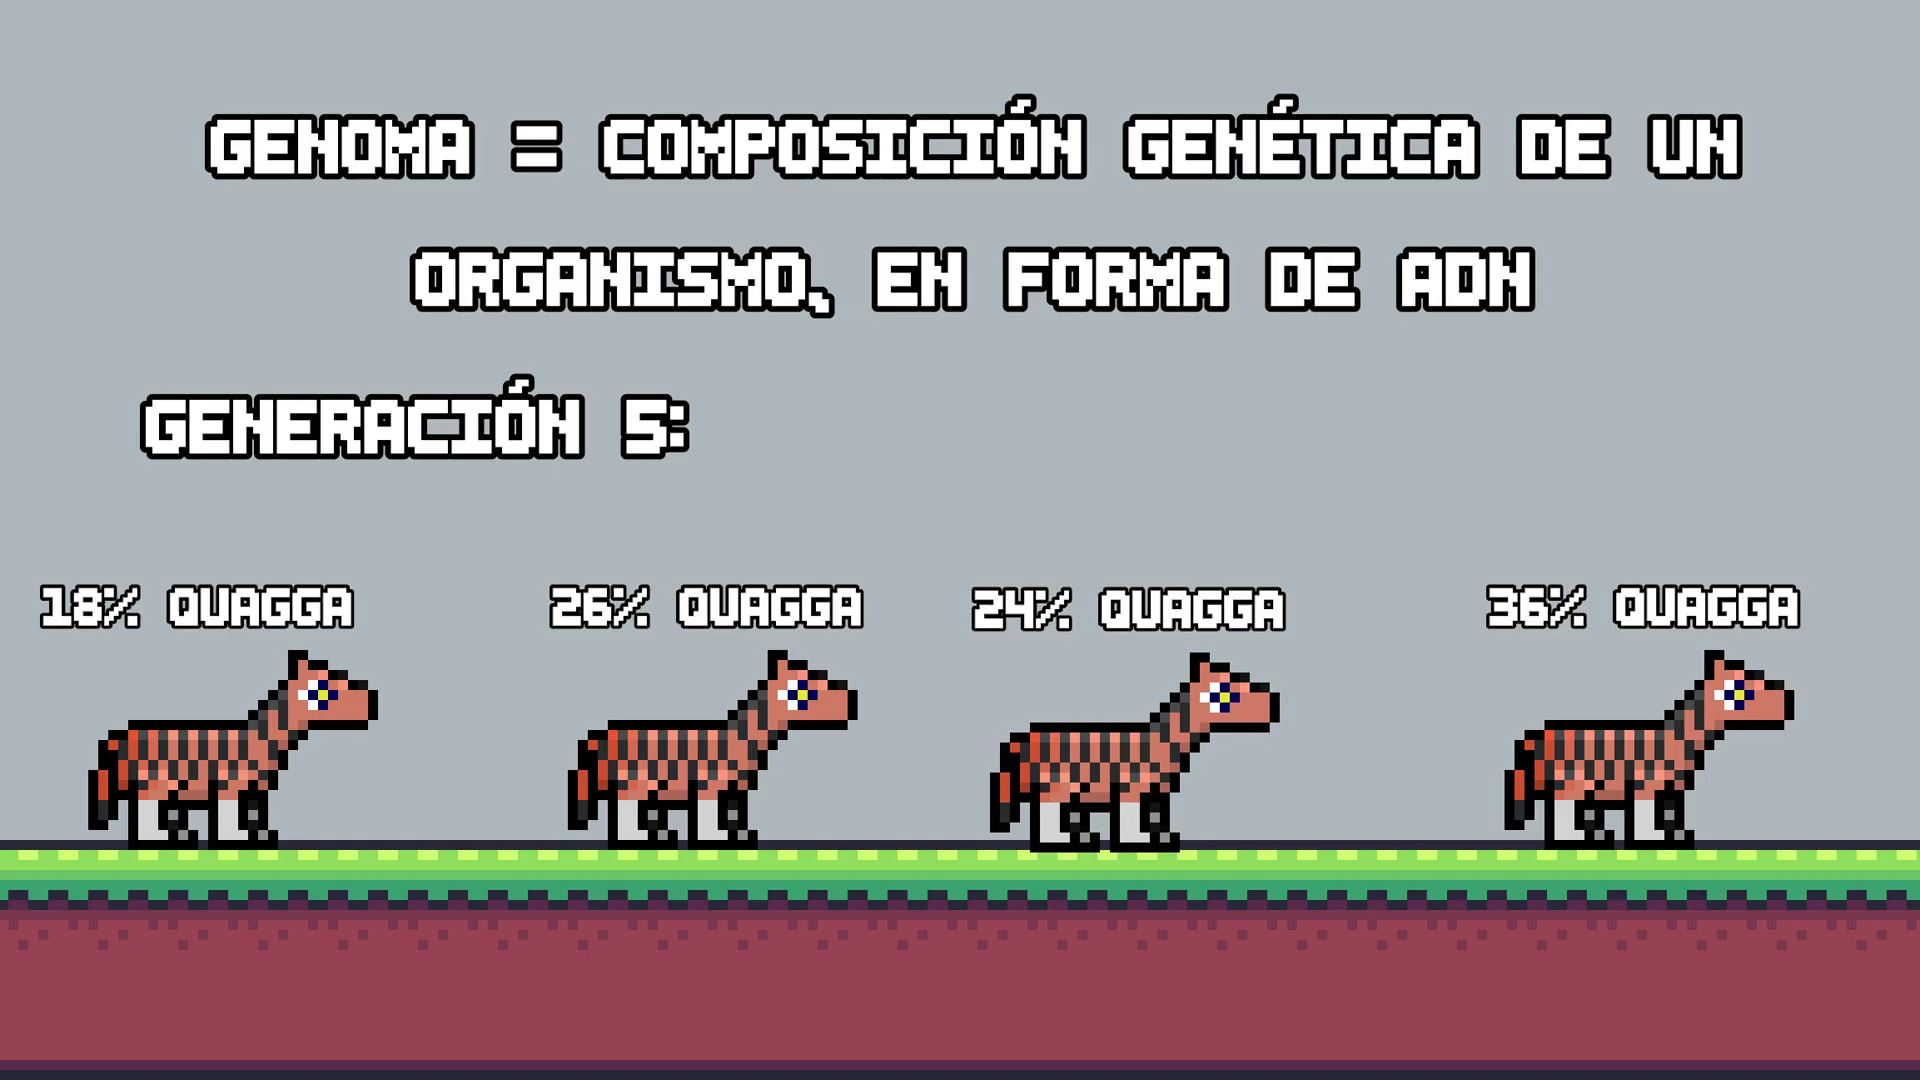 GENOMA = COMPOSICIÓN GENÉTICA DE UN
ORGANISMO, EN FORMA DE ADN
GENERACIÓN 5:
18% QUAGGA
26% QUAGGA
24% QUAGGA
36% QUAGGA